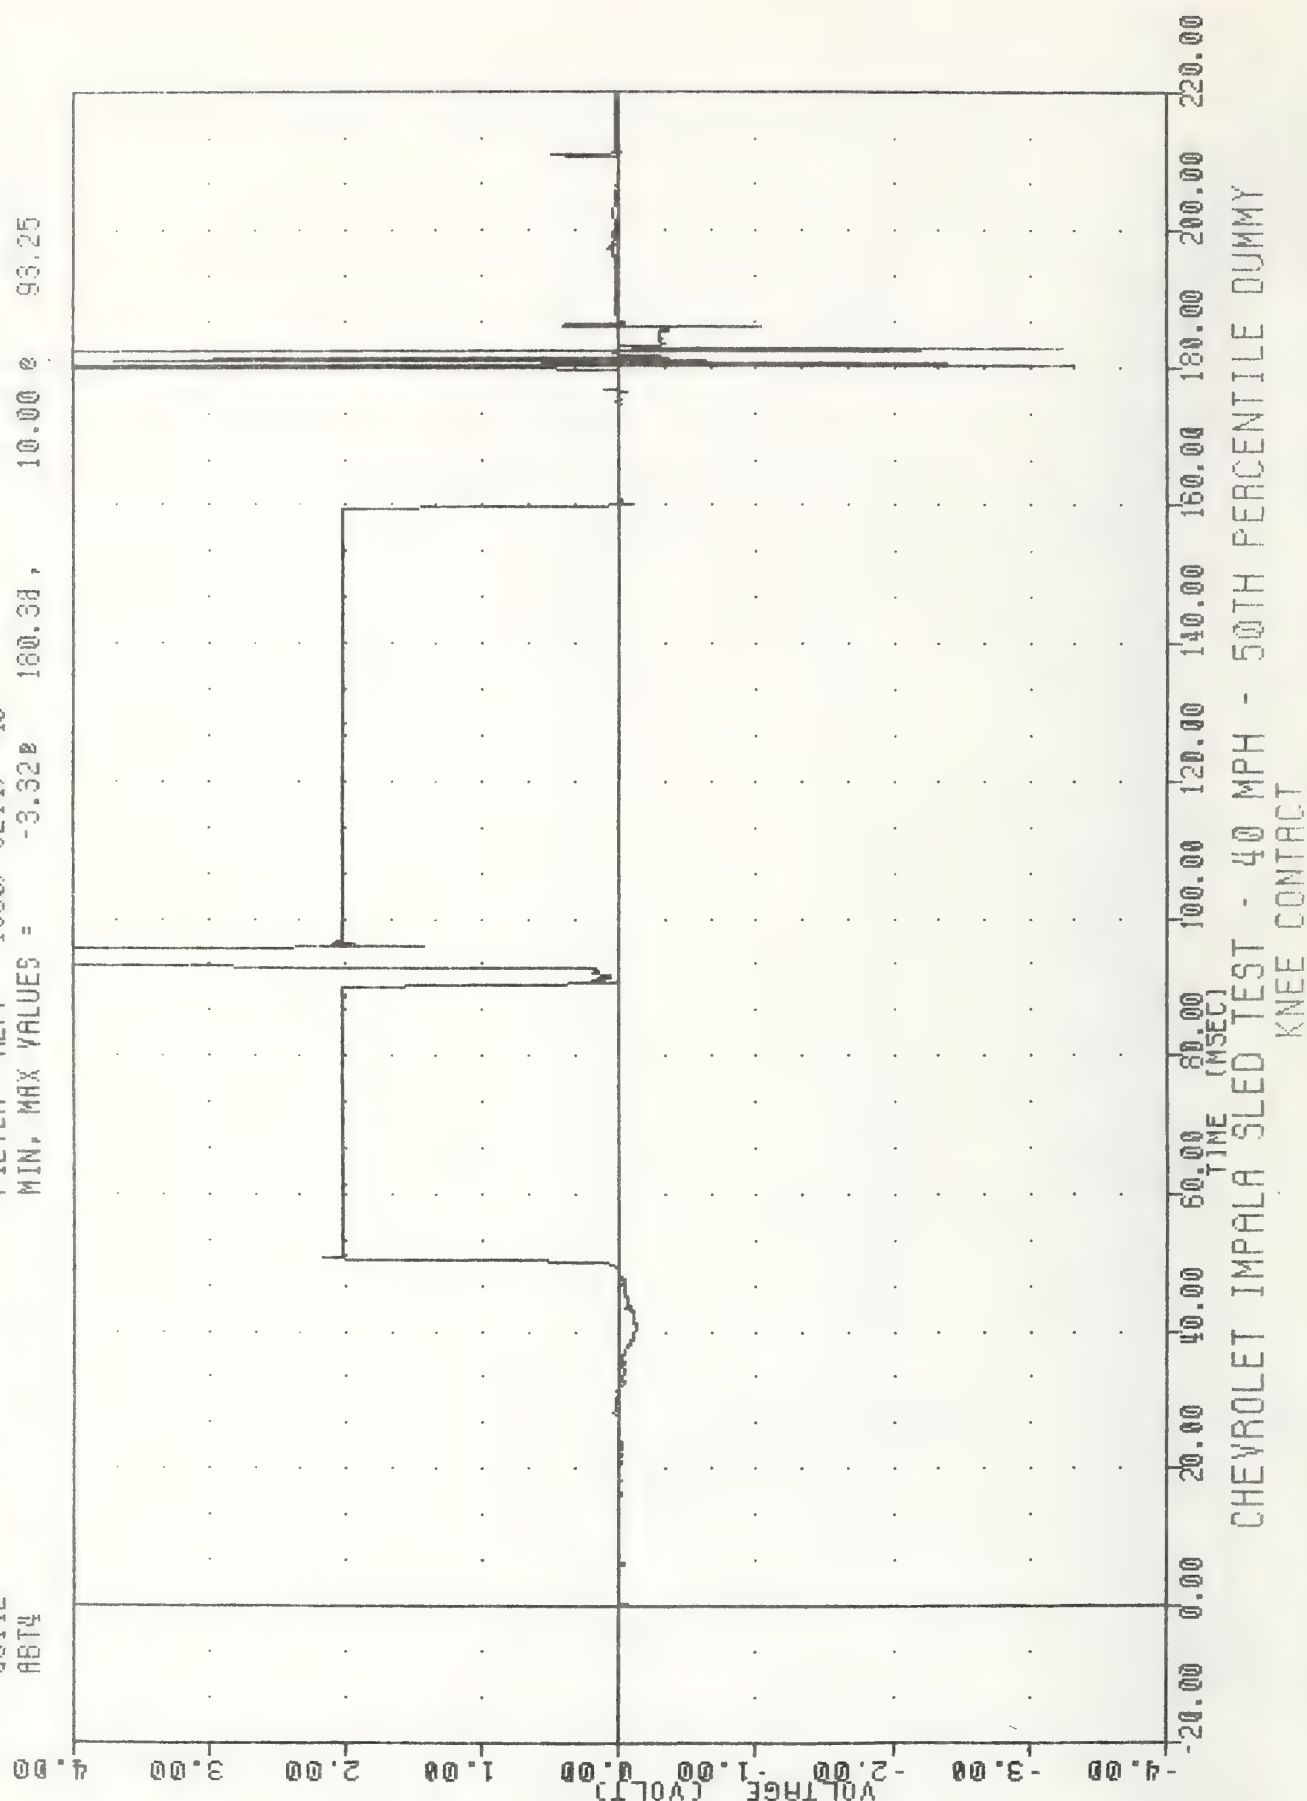 ABT4
MIN, MAX VALUES = -3.32@ 180.38, 10.00 @ 93.25
4.00
3.00
2.00
1.00
0.00
-1.00
-2.00
-3.00
-4.00
VOLTAGE (VOLT)
-20.00 0.00 20.00 40.00 60.00 80.00 100.00 120.00 140.00 160.00 180.00 200.00 220.00
TIME (MSEC)
CHEVROLET IMPALA SLED TEST - 40 MPH - 50TH PERCENTILE DUMMY
KNEE CONTACT